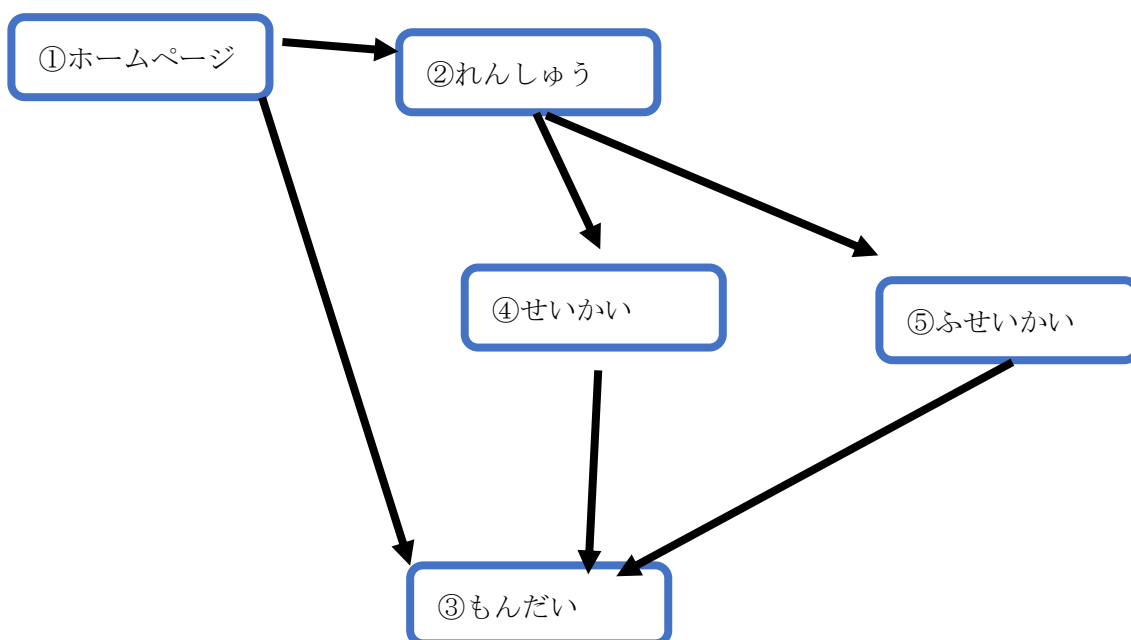 ①ホームページ
②れんしゅう
④せいかい
⑤ふせいかい
③もんだい